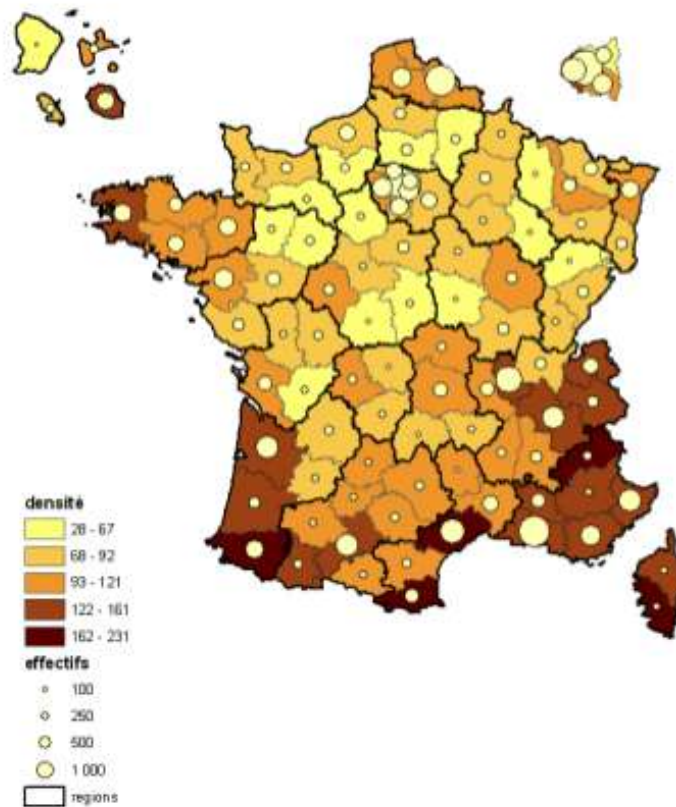 densité
28 - 67
68 - 92
93 - 121
122 - 161
162 - 231
effectifs
100
250
500
1 000
regions